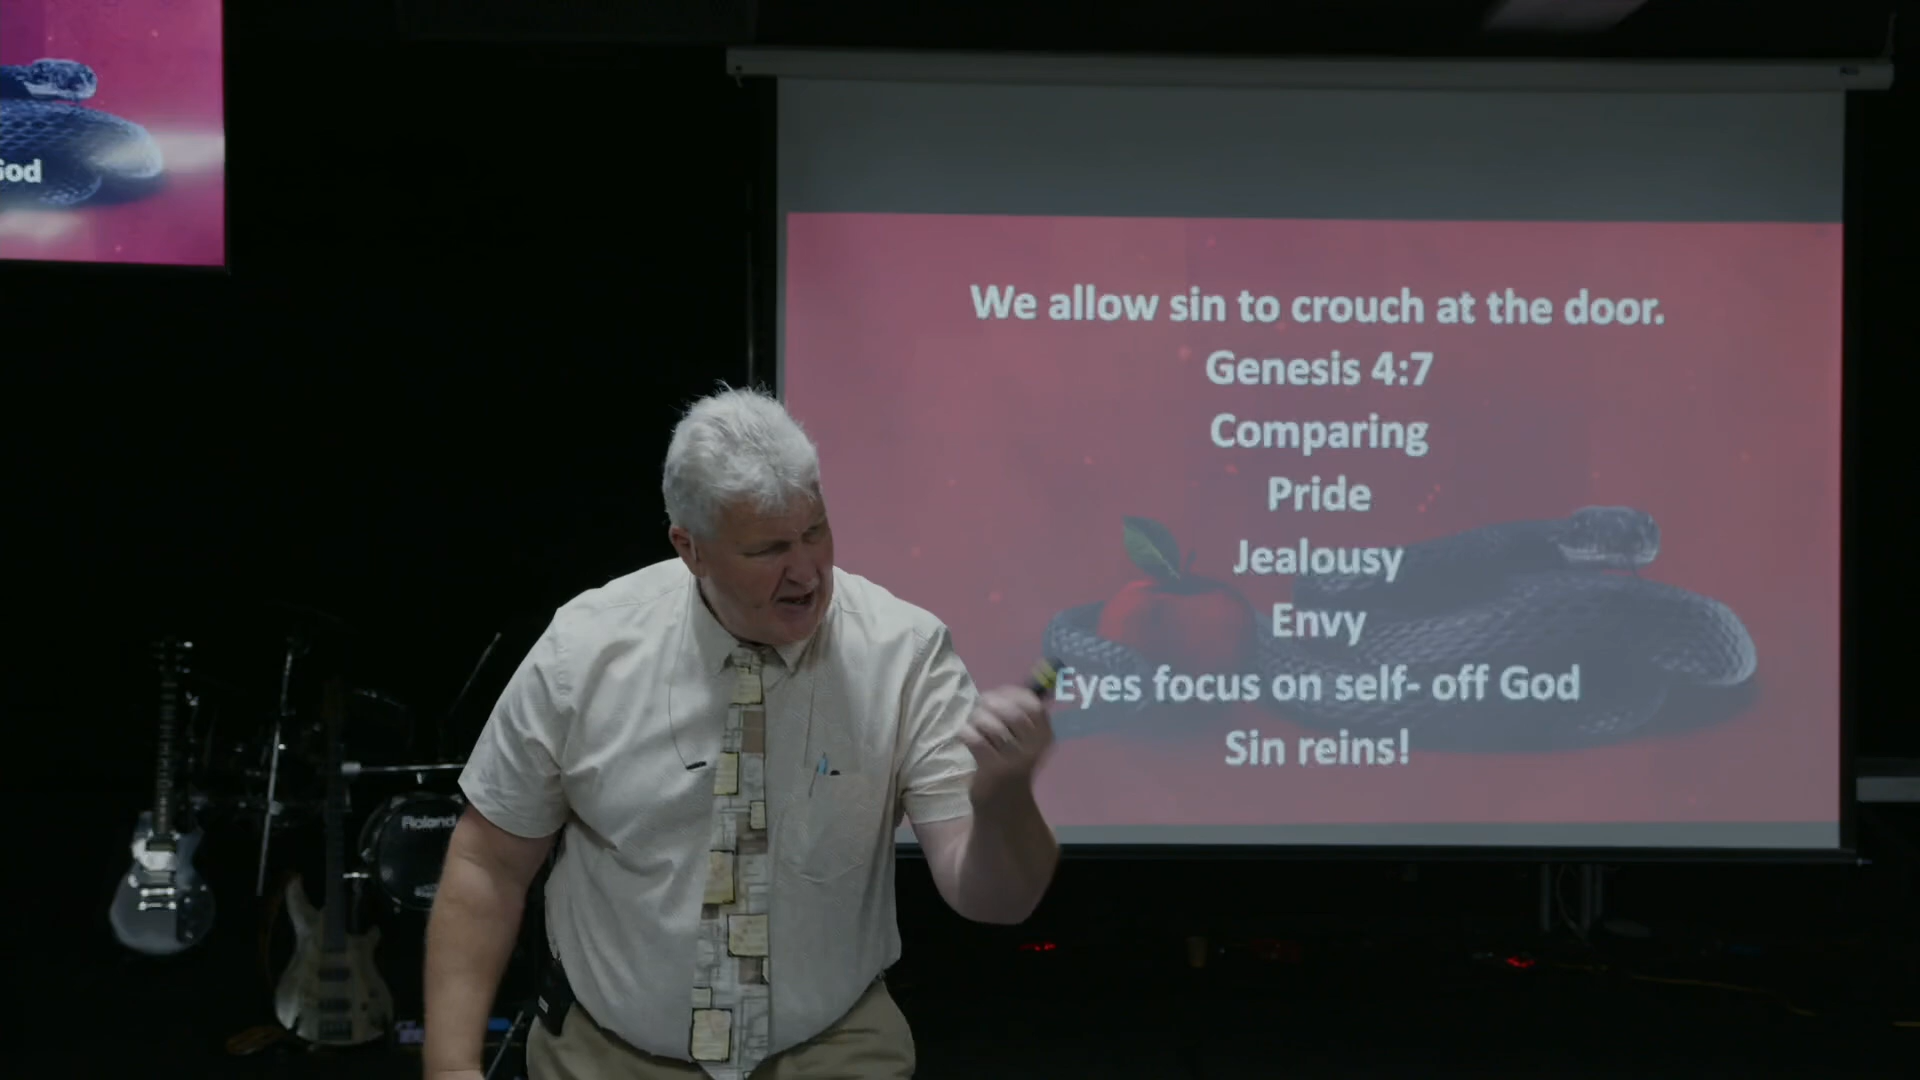 God
We allow sin to crouch at the door.
Genesis 4:7
Comparing
Pride
Jealousy
Envy
Eyes focus on self- off God
Sin reins!
Roland